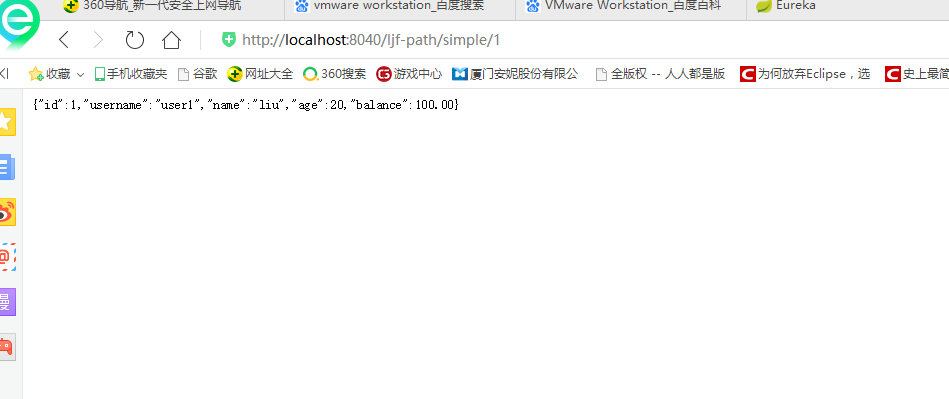 360导航_新一代安全上网导航 vmware workstation_百度搜索 VMware Workstation_百度百科 Eureka
http://localhost:8040/ljf-path/simple/1
收藏 手机收藏夹 谷歌 网址大全 360搜索 游戏中心 厦门安妮股份有限公 全版权 -- 人人都是版 为何放弃Eclipse，选 史上最简
{"id":1,"username":"user1","name":"liu","age":20,"balance":100.00}
漫